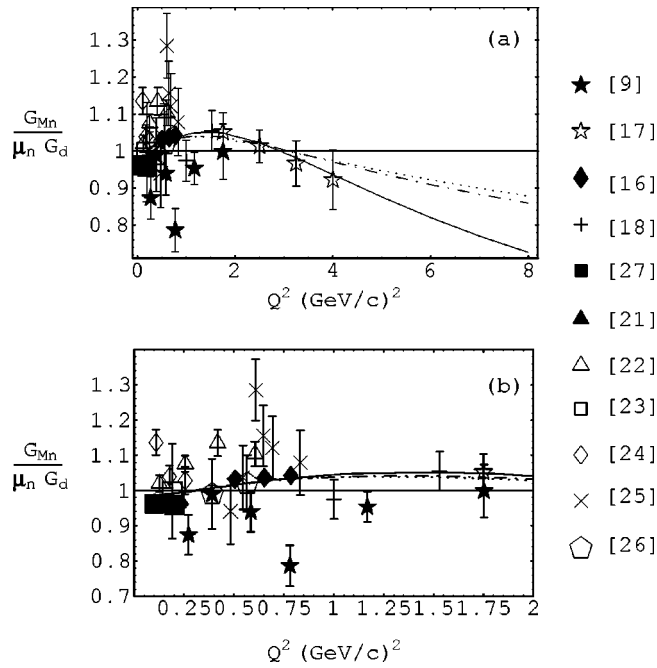 (a)
1.3
1.2
1.1
1
0.9
0.8
G_Mn
μ_n G_d
0 2 4 6 8
Q^2 (GeV/c)^2
(b)
1.3
1.2
1.1
1
0.9
0.8
0.7
G_Mn
μ_n G_d
0.25 0.5 0.75 1 1.25 1.5 1.75 2
Q^2 (GeV/c)^2
[9]
[17]
[16]
[18]
[27]
[21]
[22]
[23]
[24]
[25]
[26]